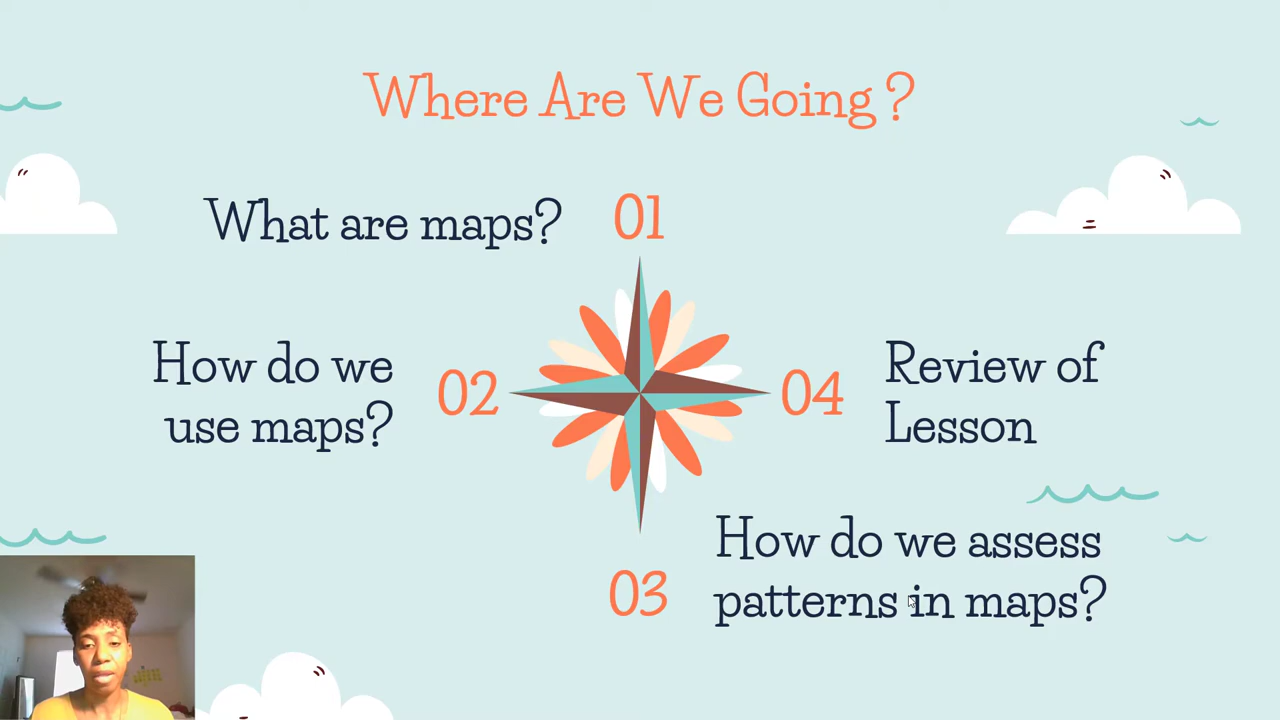 Where Are We Going ?
What are maps?
01
How do we
use maps?
02
04
Review of
Lesson
03
How do we assess
patterns in maps?